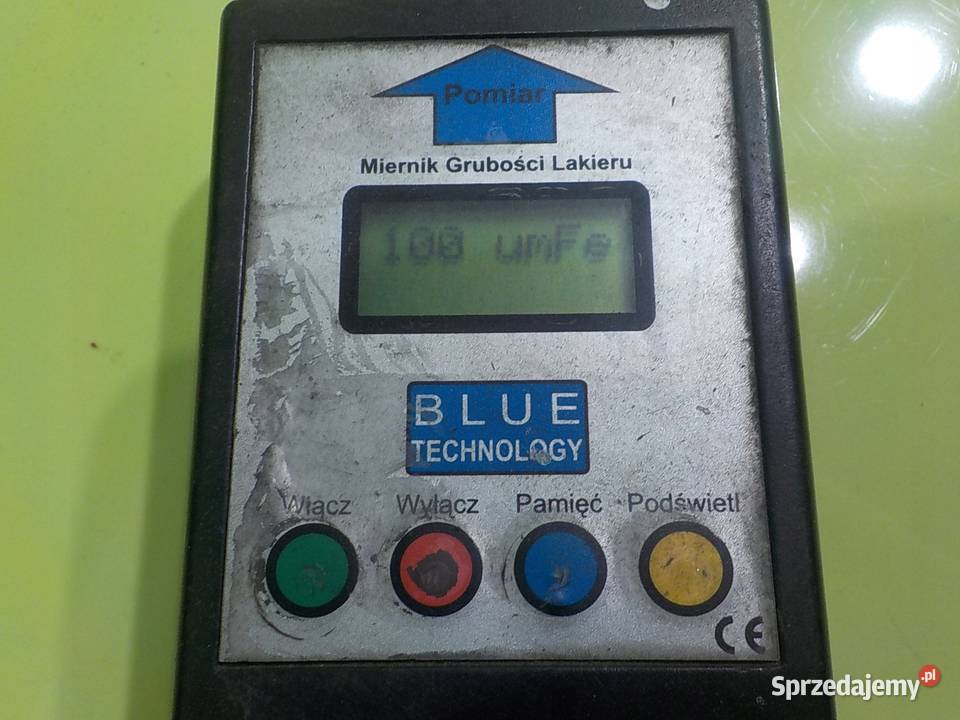 Pomiar
Miernik Grubości Lakieru
100 umFe
BLUE
TECHNOLOGY
Włącz Wyłącz Pamięć Podświetl
CE
Sprzedajemy.pl